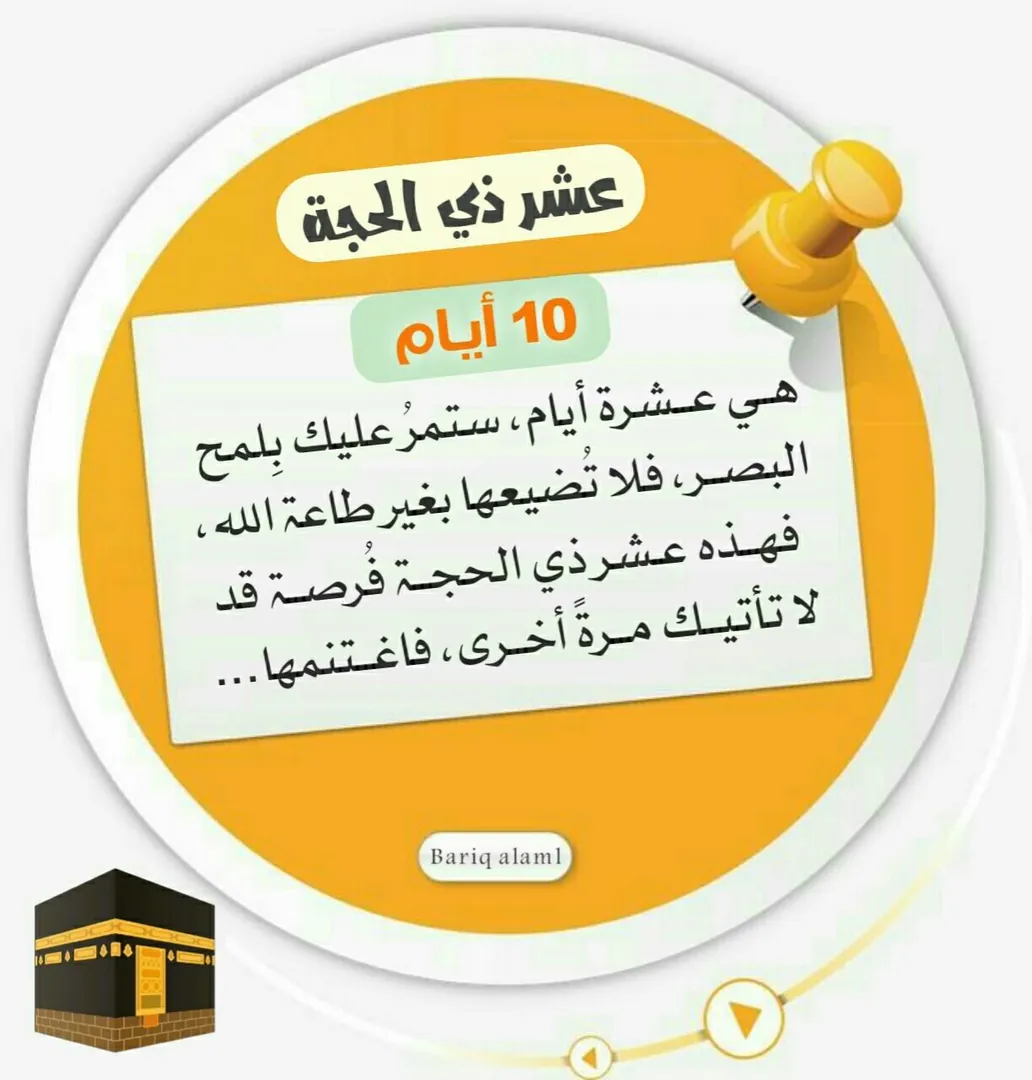 عشر ذي الحجة
10 أيام
هي عشرة أيام، ستمرُ عليك بِلمح
البصر، فلا تُضيعها بغير طاعة الله،
فهذه عشر ذي الحجة فُرصة قد
لا تأتيك مرةً أخرى، فاغتنمها...
Bariq alaml